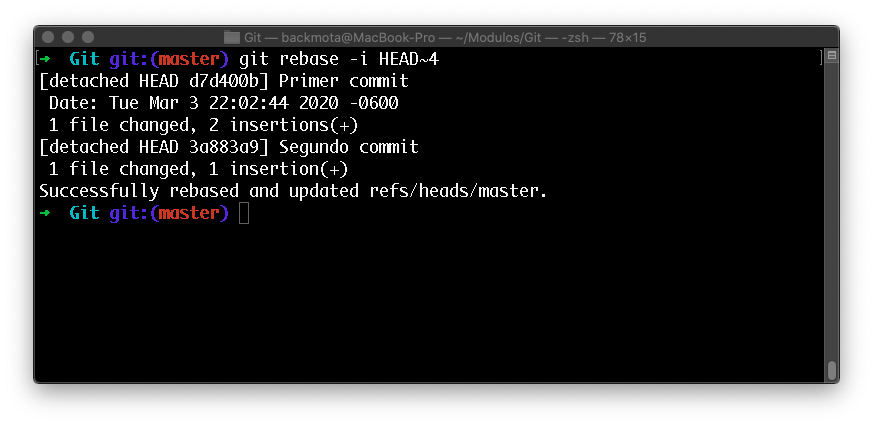 Git — backmota@MacBook-Pro — ~/Modulos/Git — -zsh — 78×15
[➜  Git git:(master) git rebase -i HEAD~4 ]
[detached HEAD d7d400b] Primer commit
 Date: Tue Mar 3 22:02:44 2020 -0600
 1 file changed, 2 insertions(+)
[detached HEAD 3a883a9] Segundo commit
 1 file changed, 1 insertion(+)
Successfully rebased and updated refs/heads/master.
➜  Git git:(master)